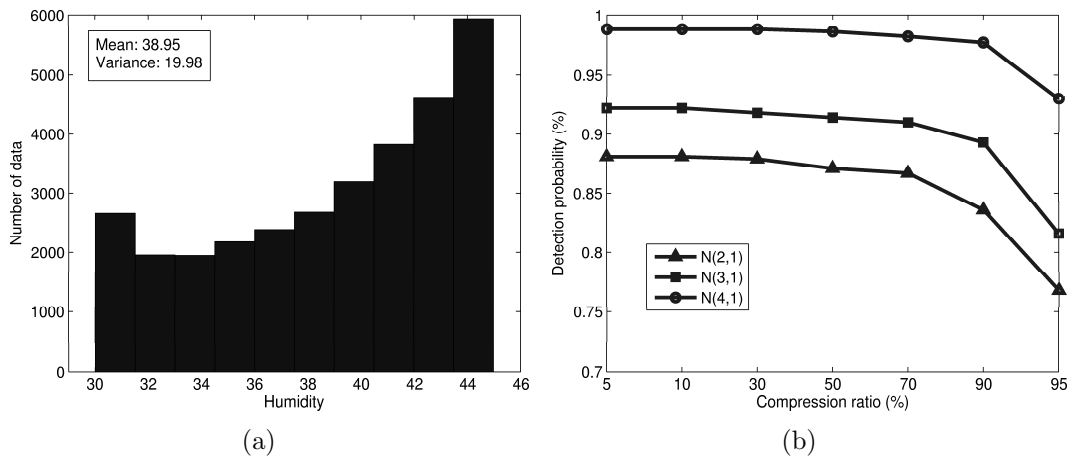 Mean: 38.95
Variance: 19.98
6000
5000
4000
3000
2000
1000
0
Number of data
30 32 34 36 38 40 42 44 46
Humidity
(a)
1
0.95
0.9
0.85
0.8
0.75
0.7
Detection probability (%)
N(2,1)
N(3,1)
N(4,1)
5 10 30 50 70 90 95
Compression ratio (%)
(b)